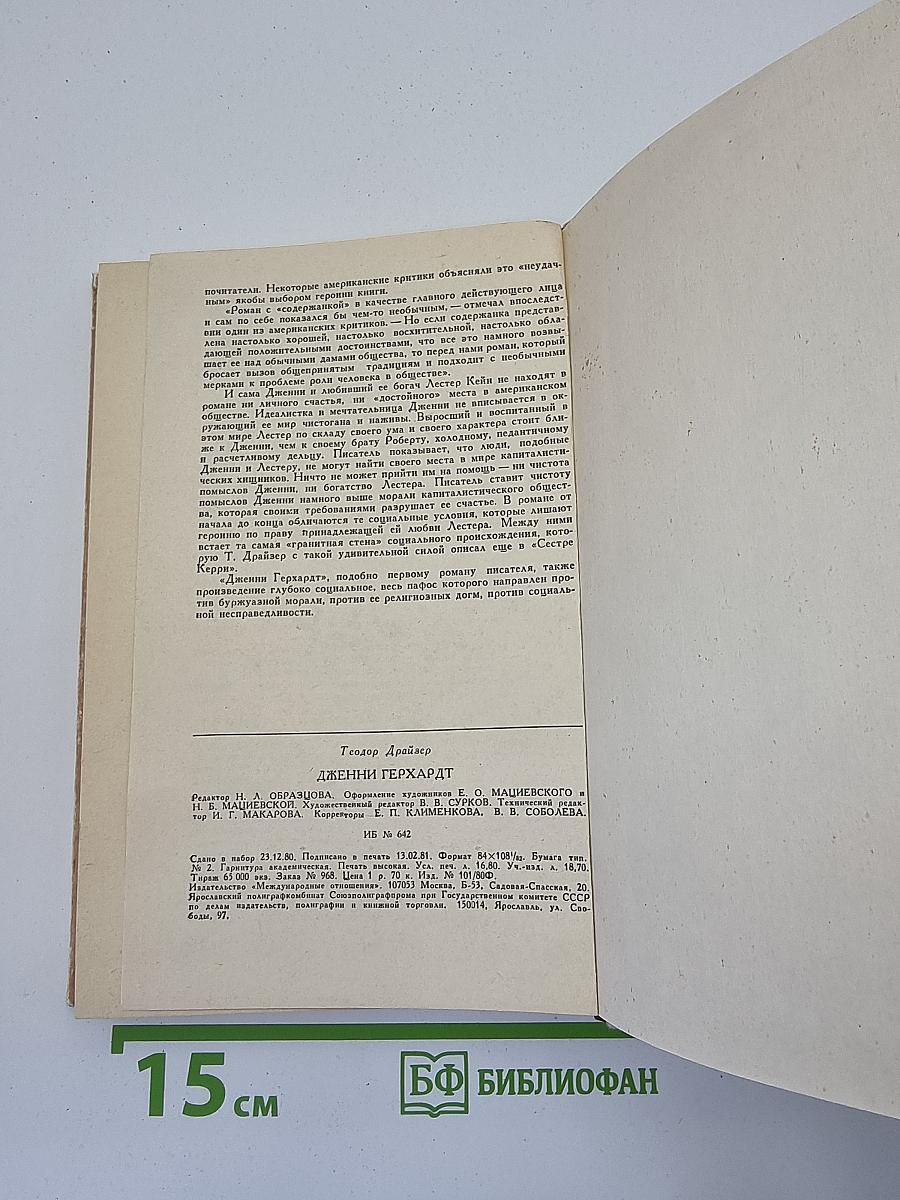 почитатели. Некоторые американские критики объясняли это «неудач-
ным» якобы выбором героини книги.
«Роман с «содержанкой» в качестве главного действующего лица
и сам по себе показался бы чем-то необычным, — отмечал впоследст-
вии один из американских критиков. — Но если содержанка представ-
лена настолько хорошей, настолько восхитительной, настолько обла-
дающей положительными достоинствами, что все это намного возвы-
шает ее над обычными дамами общества, то перед нами роман, который
бросает вызов общепринятым традициям и подходит с необычными
мерками к проблеме роли человека в обществе».
И сама Дженни и любивший ее богач Лестер Кейн не находят в
романе ни личного счастья, ни «достойного» места в американском
обществе. Идеалистка и мечтательница Дженни не вписывается в ок-
ружающий ее мир чистогана и наживы. Выросший и воспитанный в
этом мире Лестер по складу своего ума и своего характера стоит бли-
же к Дженни, чем к своему брату Роберту, холодному, педантичному
и расчетливому дельцу. Писатель показывает, что люди, подобные
Дженни и Лестеру, не могут найти своего места в мире капиталисти-
ческих хищников. Ничто не может прийти им на помощь — ни чистота
помыслов Дженни, ни богатство Лестера. Писатель ставит чистоту
помыслов Дженни намного выше морали капиталистического общест-
ва, которая своими требованиями разрушает ее счастье. В романе от
начала до конца обличаются те социальные условия, которые лишают
героиню по праву принадлежащей ей любви Лестера. Между ними
встает та самая «гранитная стена» социального происхождения, кото-
рую Т. Драйзер с такой удивительной силой описал еще в «Сестре
Керри».
«Дженни Герхардт», подобно первому роману писателя, также
произведение глубоко социальное, весь пафос которого направлен про-
тив буржуазной морали, против ее религиозных догм, против социаль-
ной несправедливости.
Теодор Драйзер
ДЖЕННИ ГЕРХАРДТ
Редактор Н. Л. ОБРАЗЦОВА. Оформление художников Е. О. МАЦИЕВСКОГО и
Н. Б. МАЦИЕВСКОЙ. Художественный редактор В. В. СУРКОВ. Технический редак-
тор И. Г. МАКАРОВА. Корректоры Е. П. КЛИМЕНКОВА, В. В. СОБОЛЕВА.
ИБ № 642
Сдано в набор 23.12.80. Подписано в печать 13.02.81. Формат 84×108¹/₃₂. Бумага тип.
№ 2. Гарнитура академическая. Печать высокая. Усл. печ. л. 16,80. Уч.-изд. л. 18,70.
Тираж 65 000 экз. Заказ № 968. Цена 1 р. 70 к. Изд. № 101/80Ф.
Издательство «Международные отношения», 107053 Москва, Б-53, Садовая-Спасская, 20.
Ярославский полиграфкомбинат Союзполиграфпрома при Государственном комитете СССР
по делам издательств, полиграфии и книжной торговли. 150014, Ярославль, ул. Сво-
боды, 97.
15 см
БФ БИБЛИОФАН